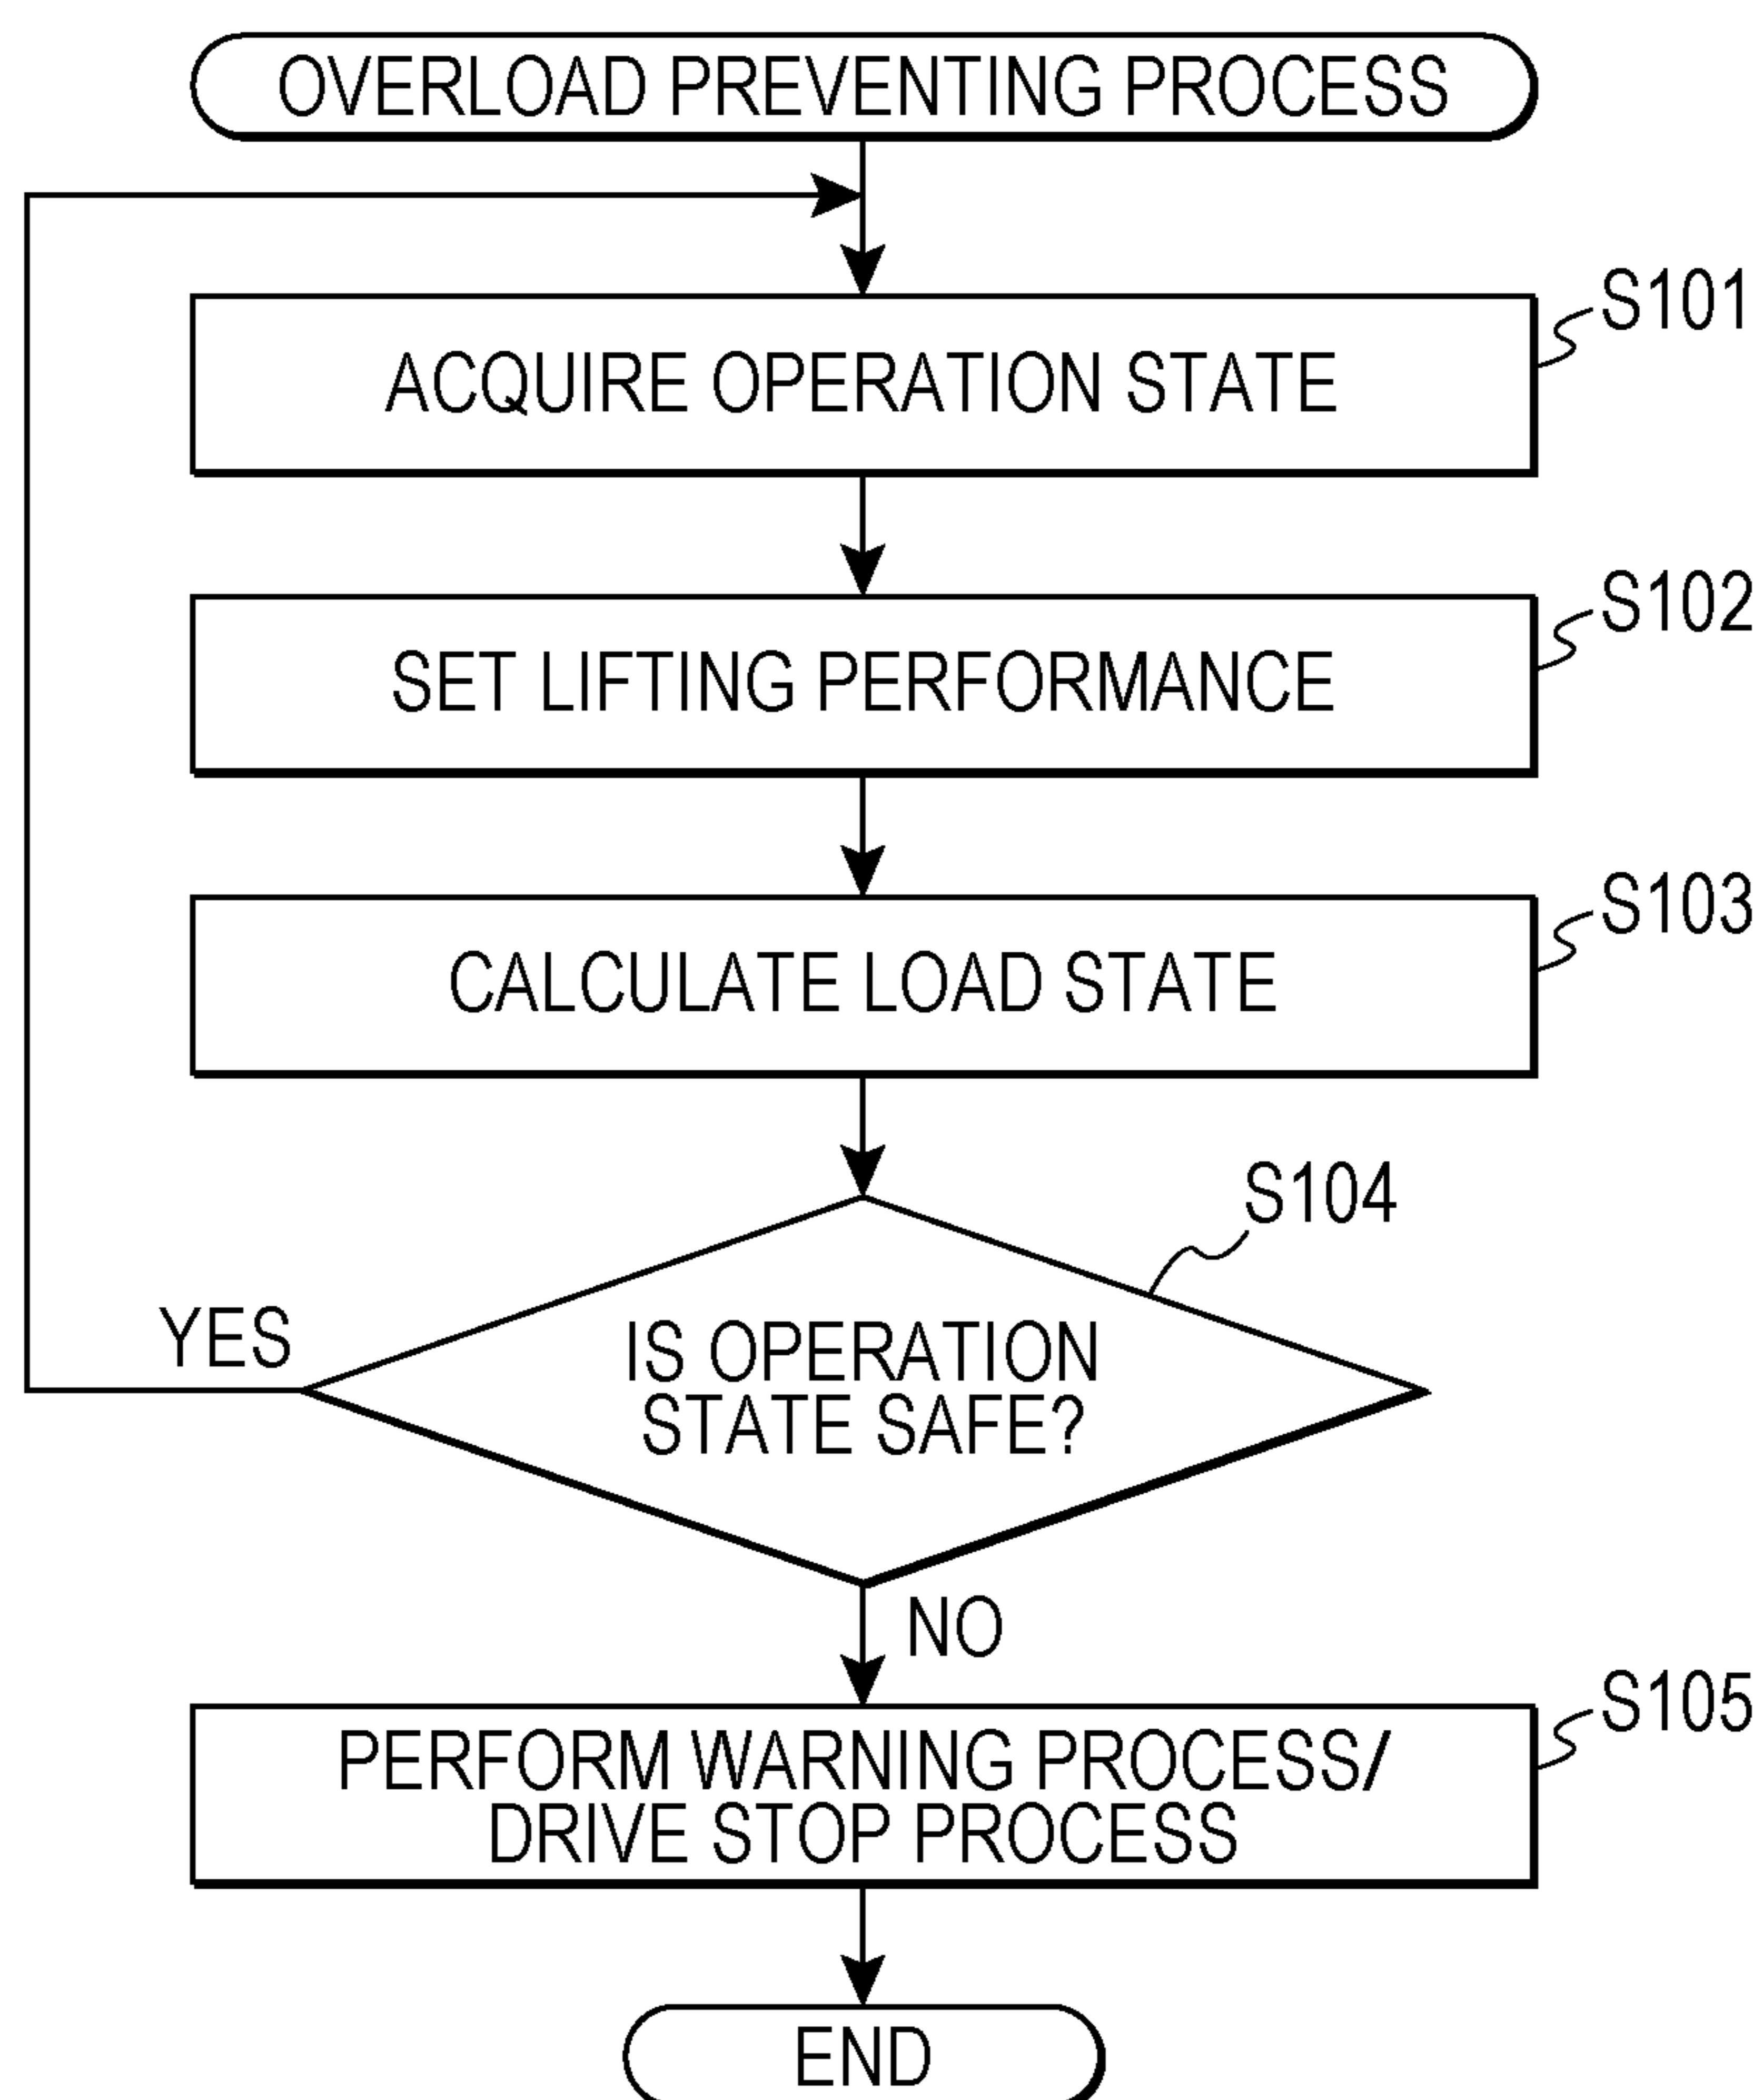 OVERLOAD PREVENTING PROCESS
S101
ACQUIRE OPERATION STATE
S102
SET LIFTING PERFORMANCE
S103
CALCULATE LOAD STATE
S104
YES
IS OPERATION
STATE SAFE?
NO
S105
PERFORM WARNING PROCESS/
DRIVE STOP PROCESS
END